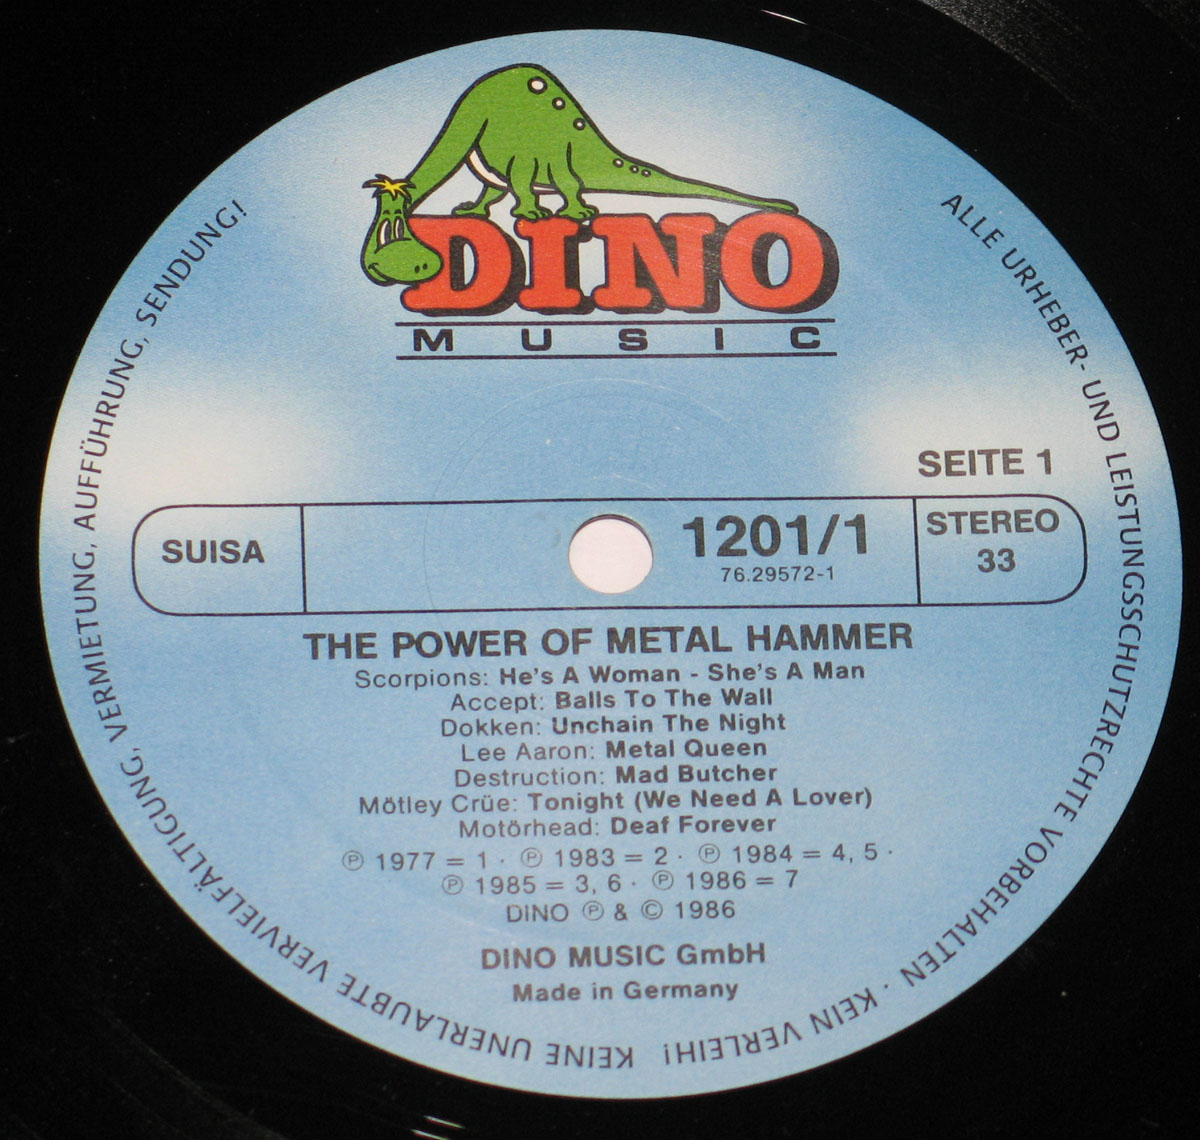 DINO
MUSIC
SEITE 1
SUISA
1201/1
76.29572-1
STEREO
33
THE POWER OF METAL HAMMER
Scorpions: He's A Woman - She's A Man
Accept: Balls To The Wall
Dokken: Unchain The Night
Lee Aaron: Metal Queen
Destruction: Mad Butcher
Mötley Crüe: Tonight (We Need A Lover)
Motörhead: Deaf Forever
℗ 1977 = 1 · ℗ 1983 = 2 · ℗ 1984 = 4, 5 ·
℗ 1985 = 3, 6 · ℗ 1986 = 7
DINO ℗ & © 1986
DINO MUSIC GmbH
Made in Germany
ALLE URHEBER- UND LEISTUNGSSCHUTZRECHTE VORBEHALTEN · KEIN VERLEIH! KEINE UNERLAUBTE VERVIELFÄLTIGUNG, VERMIETUNG, AUFFÜHRUNG, SENDUNG!